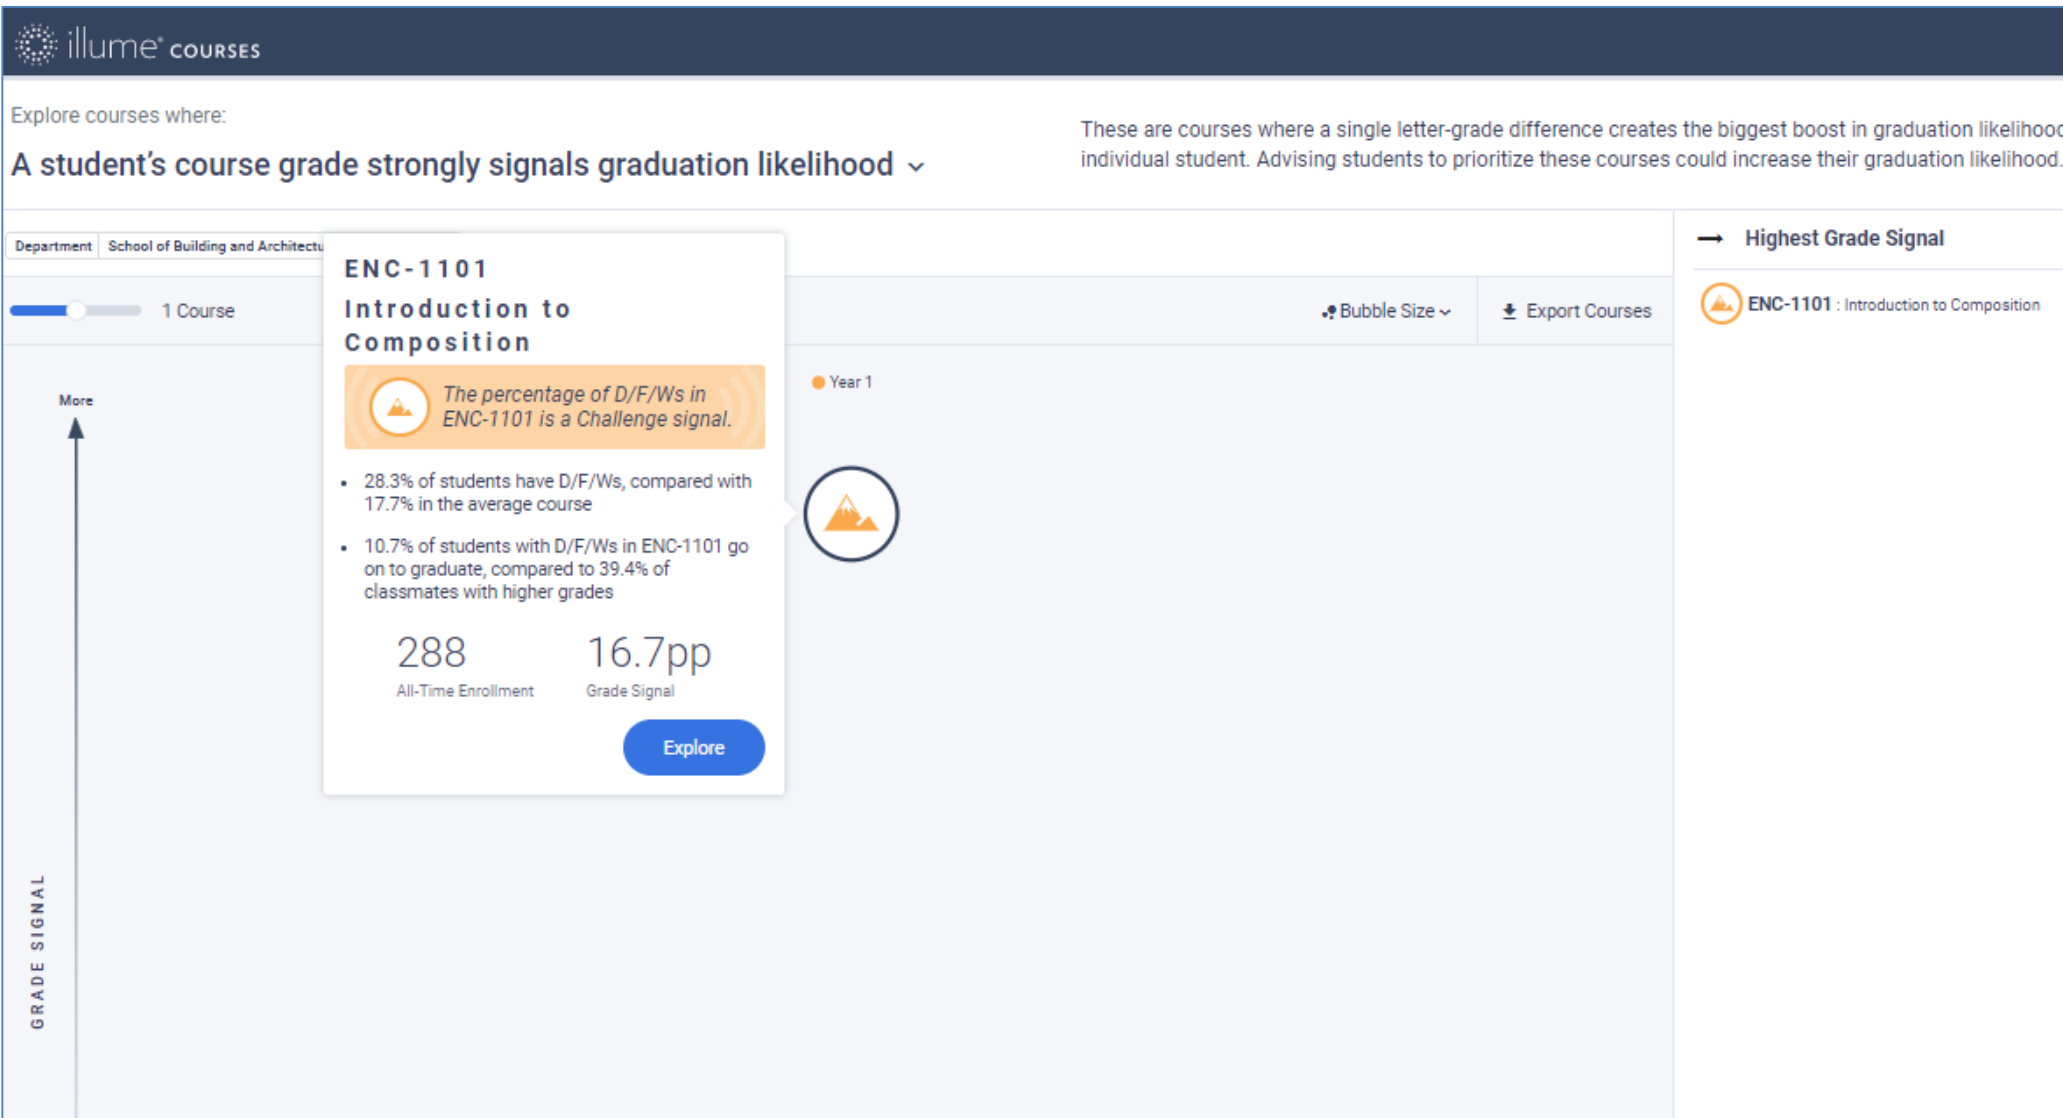 illume® COURSES
Explore courses where:
A student's course grade strongly signals graduation likelihood
These are courses where a single letter-grade difference creates the biggest boost in graduation
individual student. Advising students to prioritize these courses could increase their graduation likelihood.
Department School of Building and
1 Course
Bubble Size
Export Courses
More
GRADE SIGNAL
ENC-1101
Introduction to
Composition
The percentage of D/F/Ws in
ENC-1101 is a Challenge signal.
• 28.3% of students have D/F/Ws, compared with
17.7% in the average course
• 10.7% of students with D/F/Ws in ENC-1101 go
on to graduate, compared to 39.4% of
classmates with higher grades
288
All-Time Enrollment
16.7pp
Grade Signal
Explore
Year 1
Highest Grade Signal
ENC-1101 : Introduction to Composition